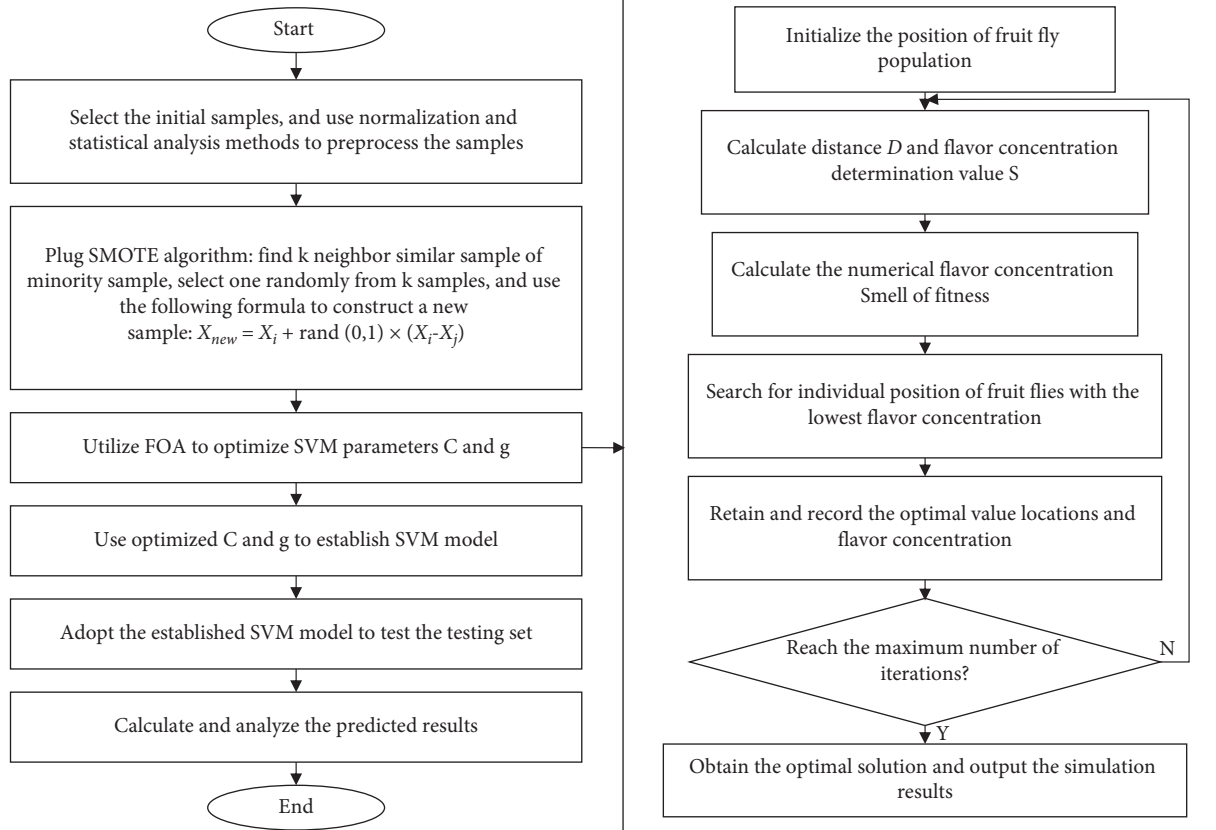 Start
Select the initial samples, and use normalization and
statistical analysis methods to preprocess the samples
Plug SMOTE algorithm: find k neighbor similar sample of
minority sample, select one randomly from k samples, and use
the following formula to construct a new
sample: X_new = X_i + rand (0,1) × (X_i-X_j)
Utilize FOA to optimize SVM parameters C and g
Use optimized C and g to establish SVM model
Adopt the established SVM model to test the testing set
Calculate and analyze the predicted results
End
Initialize the position of fruit fly
population
Calculate distance D and flavor concentration
determination value S
Calculate the numerical flavor concentration
Smell of fitness
Search for individual position of fruit flies with the
lowest flavor concentration
Retain and record the optimal value locations and
flavor concentration
Reach the maximum number of
iterations?
N
Y
Obtain the optimal solution and output the simulation
results